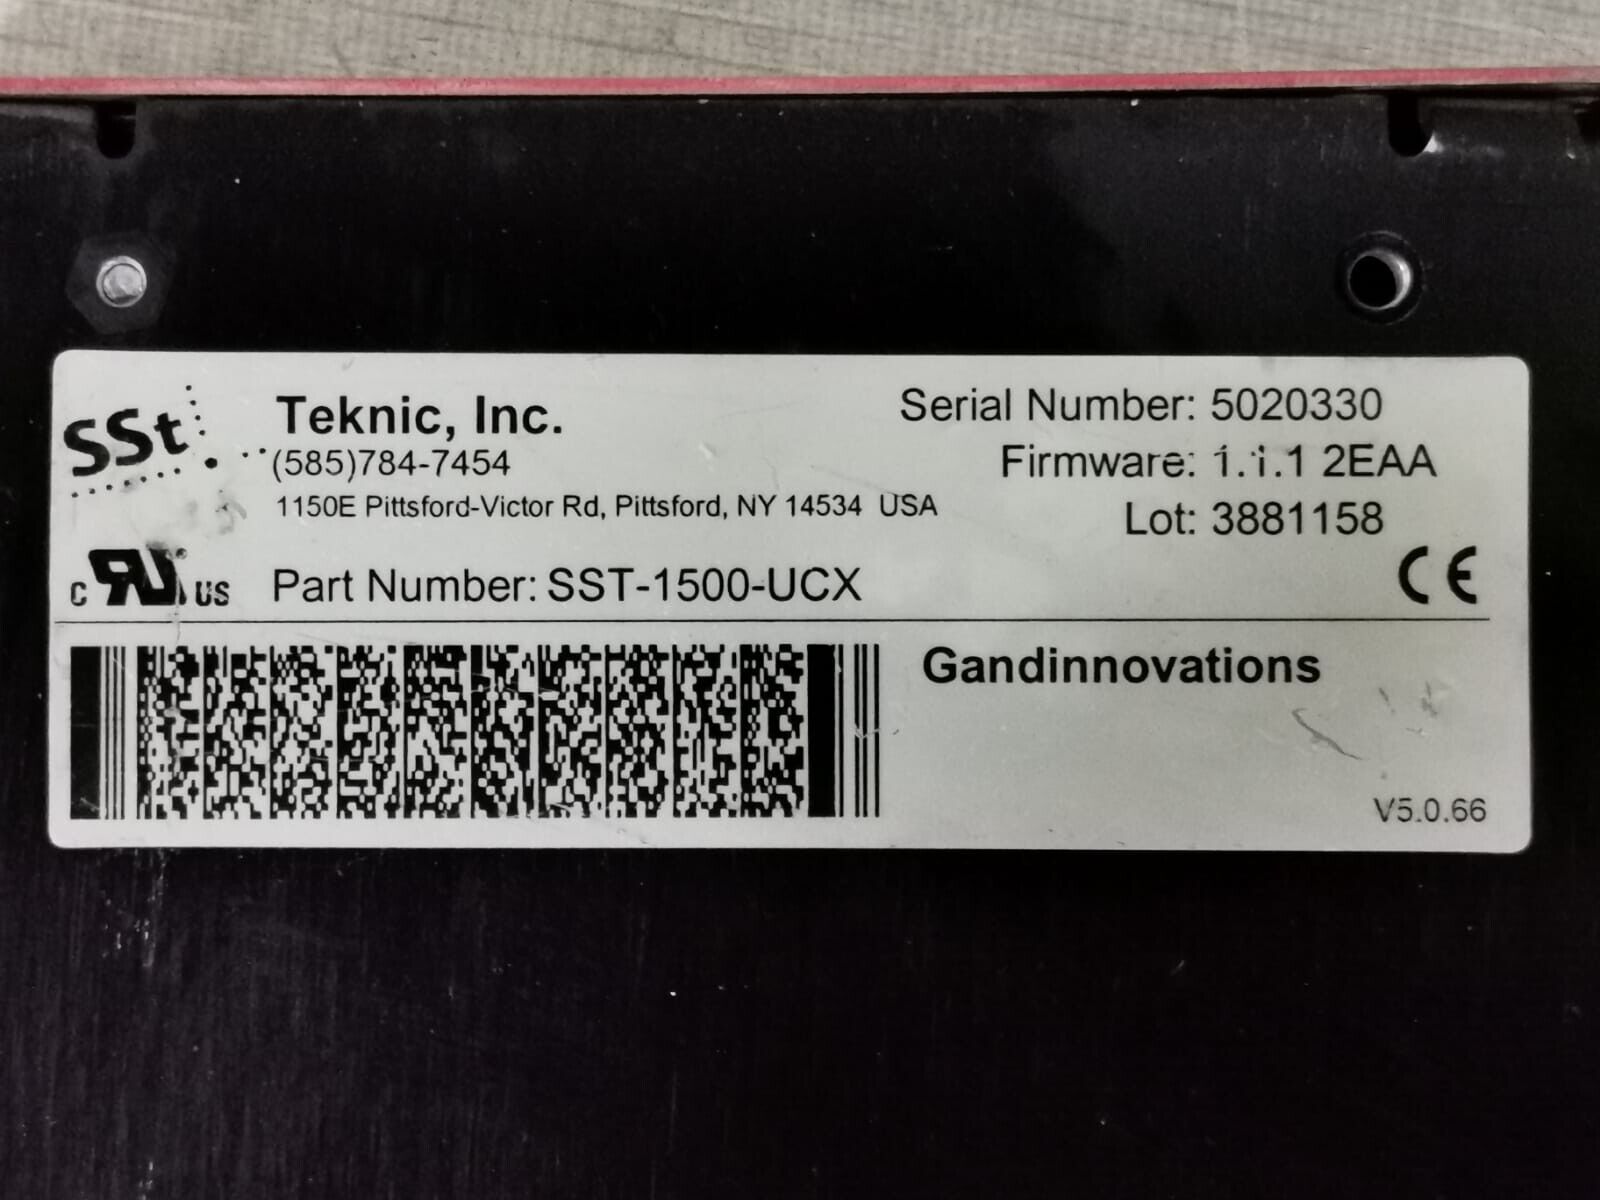 SSt
Teknic, Inc.
(585)784-7454
1150E Pittsford-Victor Rd, Pittsford, NY 14534 USA
Serial Number: 5020330
Firmware: 1.1.1 2EAA
Lot: 3881158
C RU US
Part Number: SST-1500-UCX
CE
Gandinnovations
V5.0.66